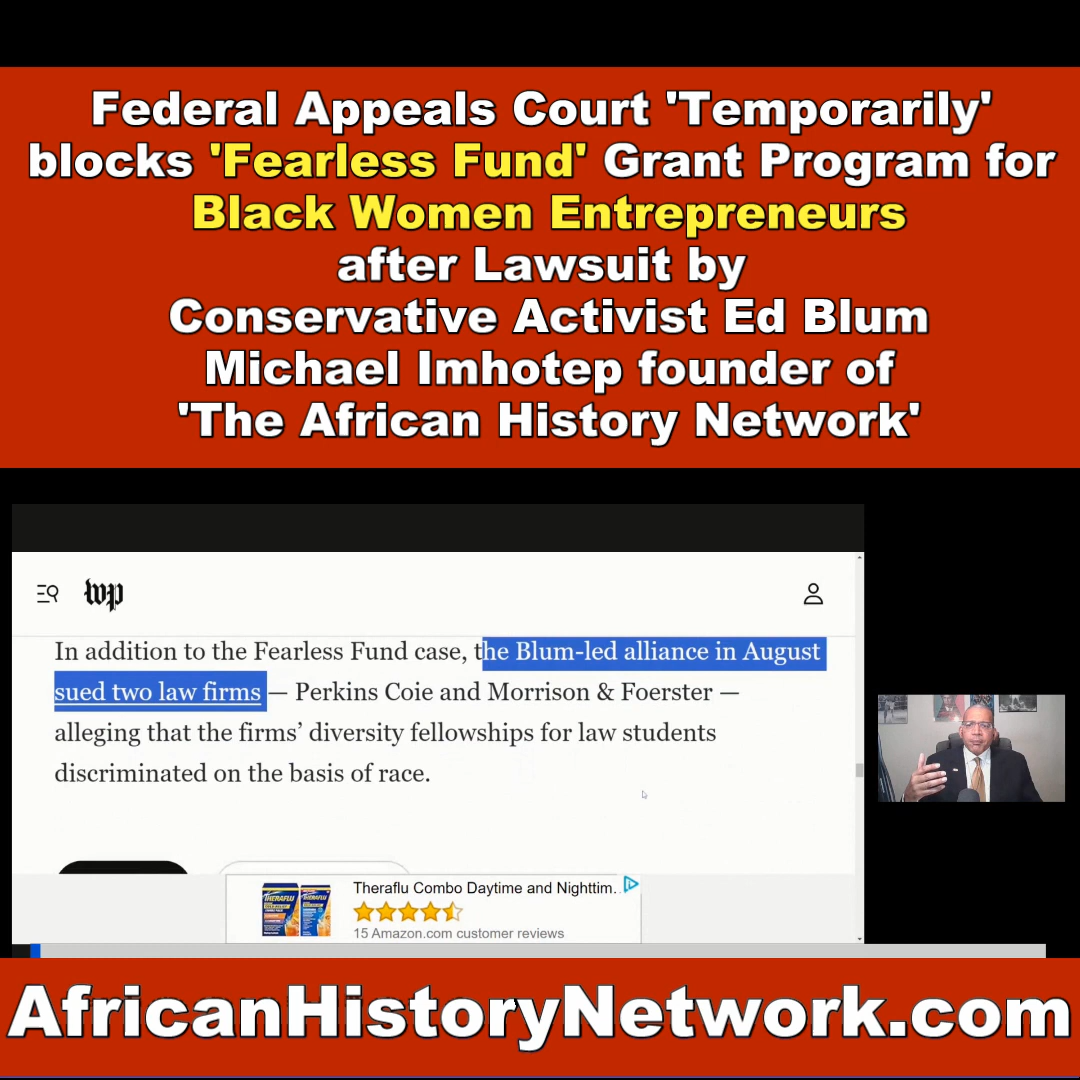 Federal Appeals Court 'Temporarily'
blocks 'Fearless Fund' Grant Program for
Black Women Entrepreneurs
after Lawsuit by
Conservative Activist Ed Blum
Michael Imhotep founder of
'The African History Network'
wp
In addition to the Fearless Fund case, the Blum-led alliance in August
sued two law firms — Perkins Coie and Morrison & Foerster —
alleging that the firms' diversity fellowships for law students
discriminated on the basis of race.
THERAFLU
THERAFLU
Theraflu Combo Daytime and Nighttim...
15 Amazon.com customer reviews
AfricanHistoryNetwork.com